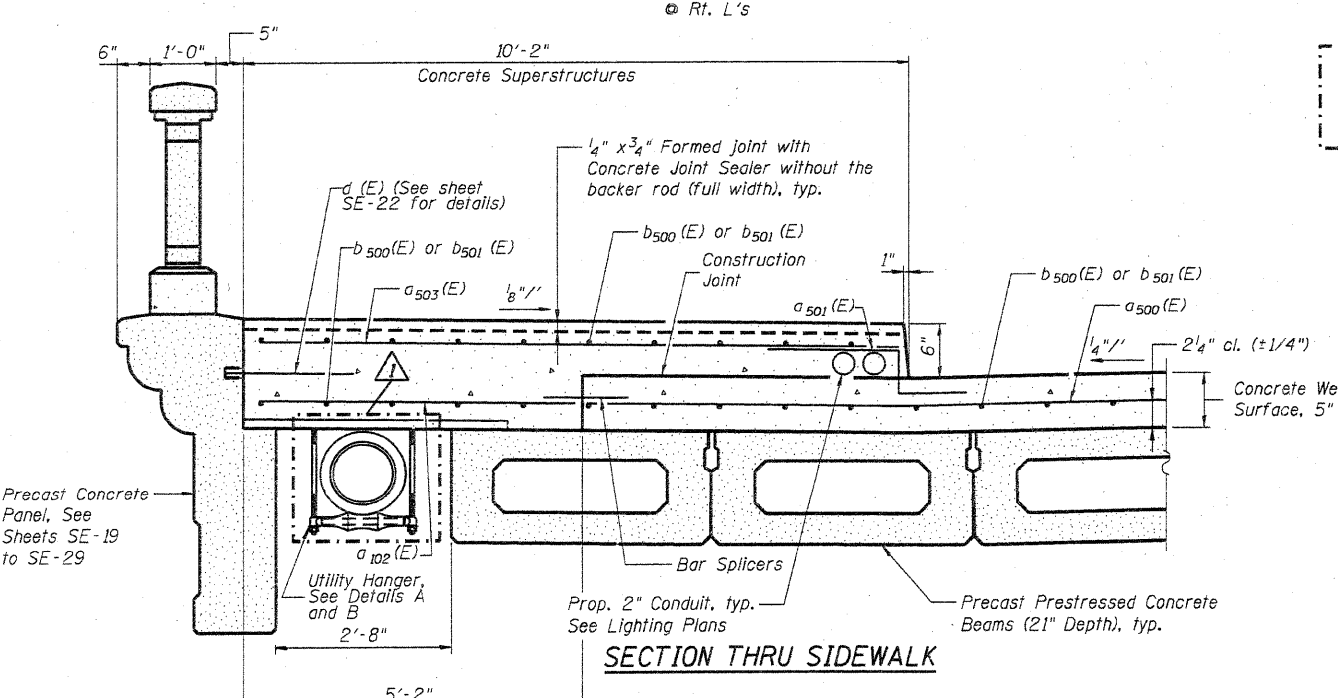 @ Rt. L's
6" 1'-0" 5" 10'-2"
Concrete Superstructures
1/4" x 3/4" Formed joint with
Concrete Joint Sealer without the
backer rod (full width), typ.
d (E) (See sheet
SE-22 for details)
b500(E) or b501 (E)
a503(E)
1/8"/'
b500 (E) or b501 (E)
Construction
Joint
1"
a501 (E)
6"
b500(E) or b501(E)
a500(E)
1/4"/'
2 1/4" cl. (±1/4")
Concrete We
Surface, 5"
1
Precast Concrete
Panel, See
Sheets SE-19
to SE-29
a102(E)
Utility Hanger,
See Details A
and B
2'-8"
Bar Splicers
Prop. 2" Conduit, typ.
See Lighting Plans
Precast Prestressed Concrete
Beams (21" Depth), typ.
SECTION THRU SIDEWALK
5'-2"